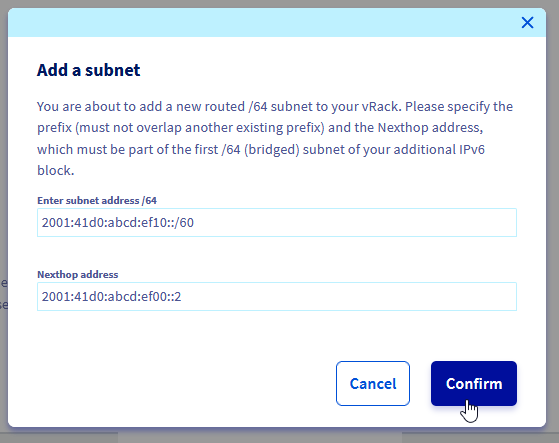 Add a subnet
You are about to add a new routed /64 subnet to your vRack. Please specify the
prefix (must not overlap another existing prefix) and the Nexthop address,
which must be part of the first /64 (bridged) subnet of your additional IPv6
block.
Enter subnet address /64
2001:41d0:abcd:ef10::/60
Nexthop address
2001:41d0:abcd:ef00::2
Cancel
Confirm